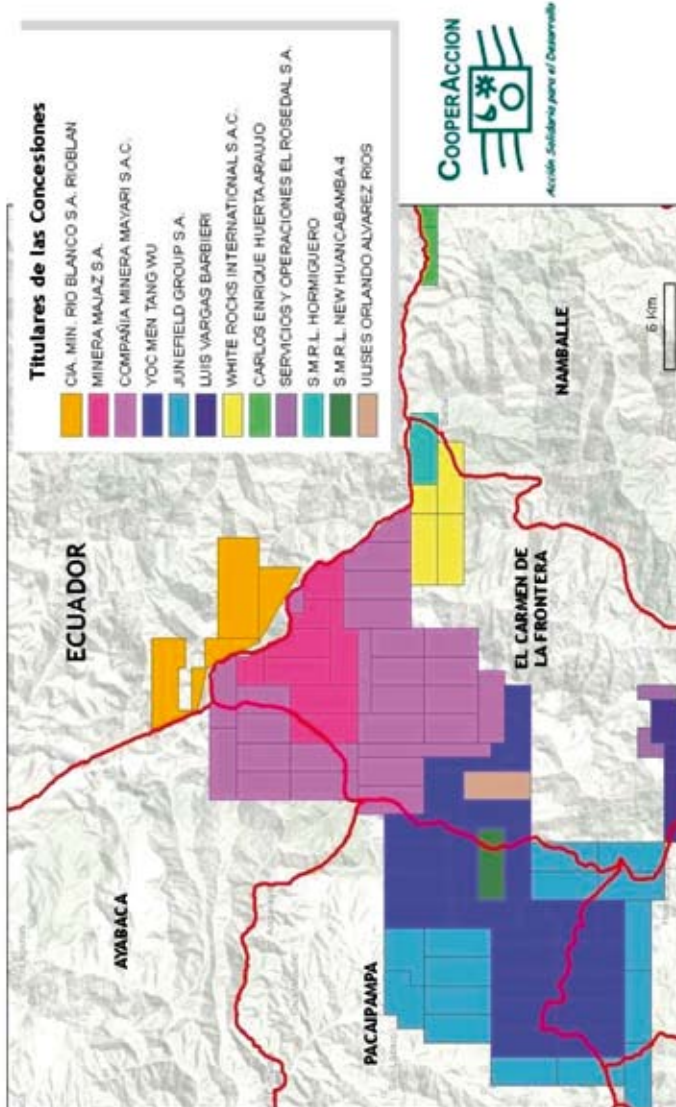 Titulares de las Concesiones
CIA. MIN. RIO BLANCO S.A. RIOBLAN
MINERA MAJAZ S.A.
COMPAÑIA MINERA MAYARI S.A.C.
YOC MEN TANG WU
JUNEFIELD GROUP S.A.
LUIS VARGAS BARBIERI
WHITE ROCKS INTERNATIONAL S.A.C.
CARLOS ENRIQUE HUERTA ARAUJO
SERVICIOS Y OPERACIONES EL ROSEDAL S.A.
S.M.R.L. HORMIGUERO
S.M.R.L. NEW HUANCABAMBA 4
ULISES ORLANDO ALVAREZ RIOS
COOPERACCION
Acción Solidaria para el Desarrollo
ECUADOR
AYABACA
PACAIPAMPA
EL CARMEN DE
LA FRONTERA
NAMBALLE
6 Km